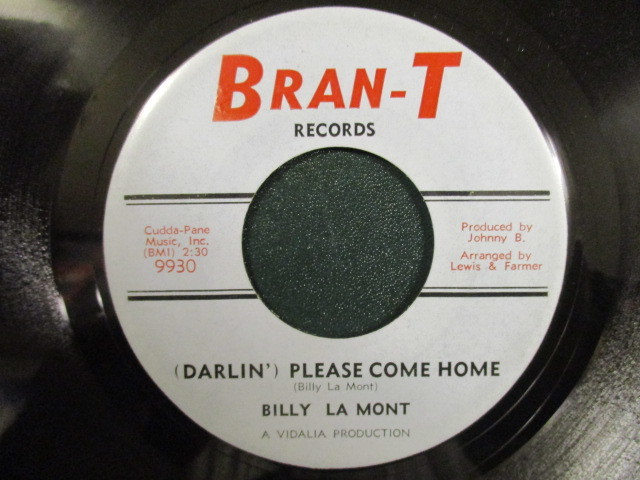 BRAN-T
RECORDS
Cudda-Pane
Music, Inc.
(BMI) 2:30
9930
Produced by
Johnny B.
Arranged by
Lewis & Farmer
(DARLIN') PLEASE COME HOME
(Billy La Mont)
BILLY LA MONT
A VIDALIA PRODUCTION